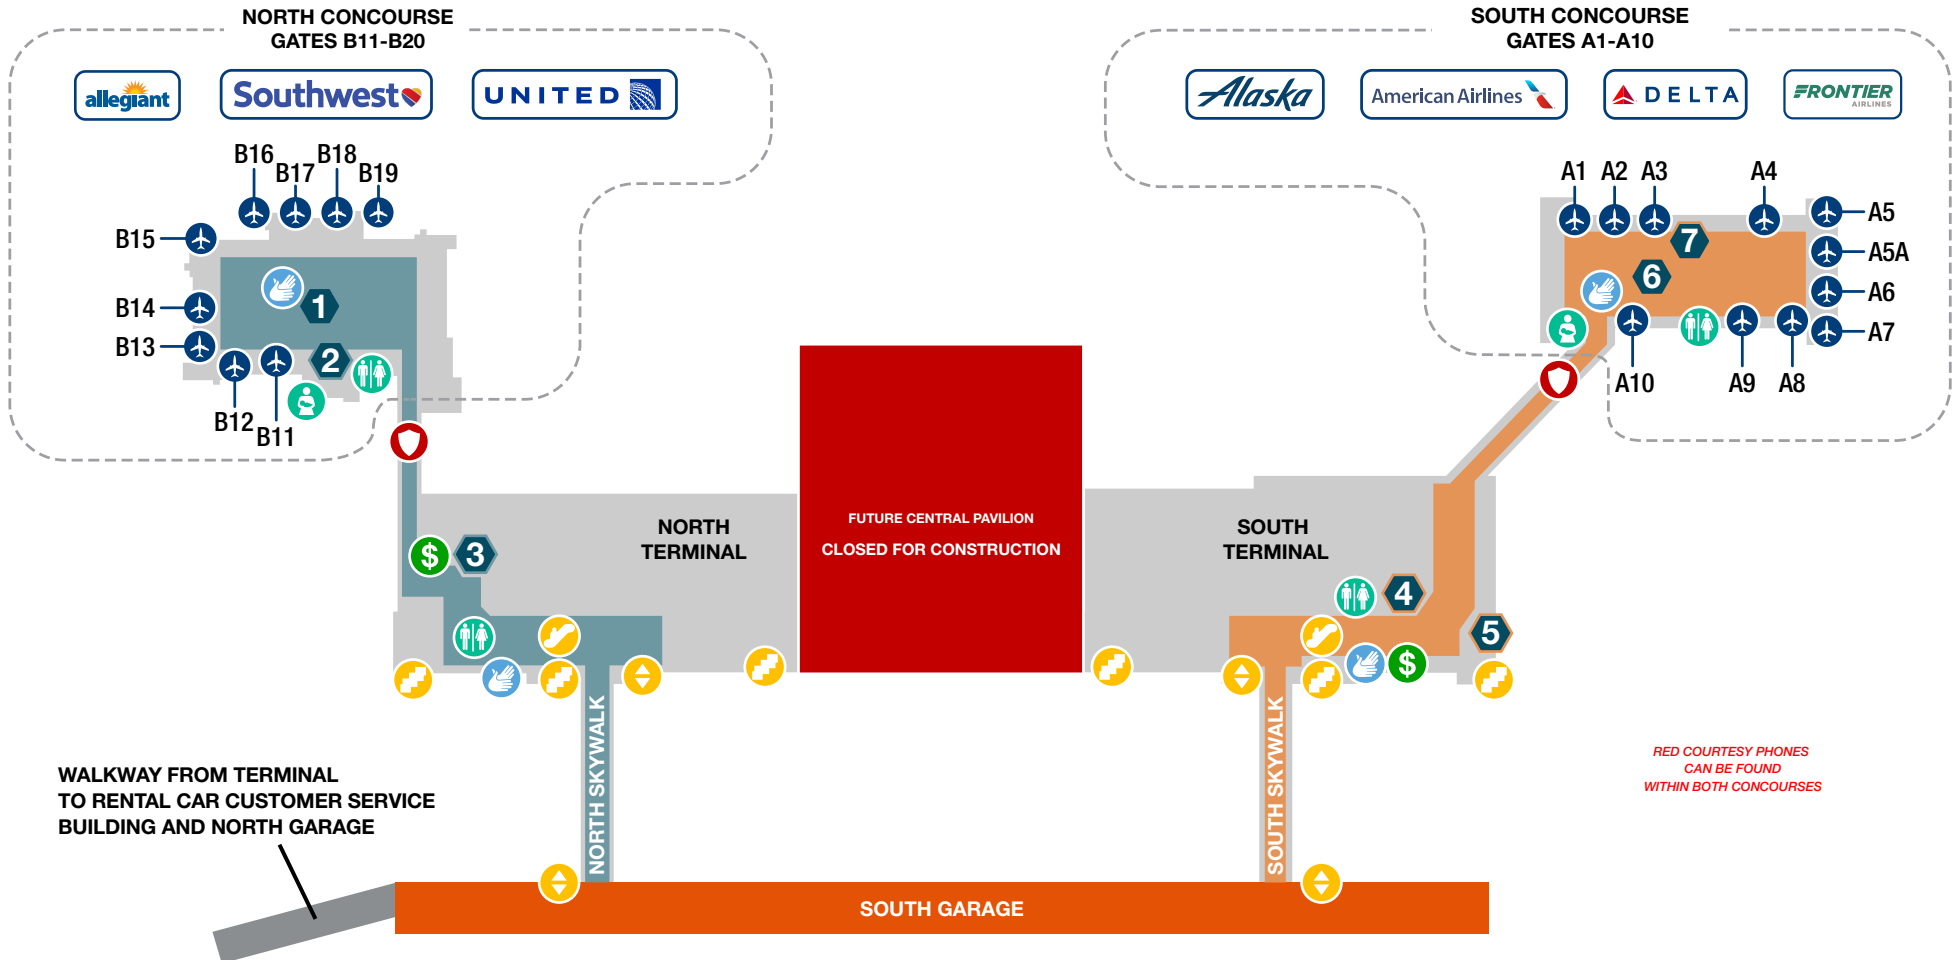 NORTH CONCOURSE
GATES B11-B20
allegiant
Southwest
UNITED
SOUTH CONCOURSE
GATES A1-A10
Alaska
American Airlines
DELTA
FRONTIER
AIRLINES
B16
B17
B18
B19
B15
B14
B13
B12
B11
1
2
A1
A2
A3
A4
A5
A5A
A6
A7
A8
A9
A10
7
6
NORTH
TERMINAL
3
$
FUTURE CENTRAL PAVILION
CLOSED FOR CONSTRUCTION
SOUTH
TERMINAL
4
5
$
NORTH SKYWALK
SOUTH SKYWALK
RED COURTESY PHONES
CAN BE FOUND
WITHIN BOTH CONCOURSES
WALKWAY FROM TERMINAL
TO RENTAL CAR CUSTOMER SERVICE
BUILDING AND NORTH GARAGE
SOUTH GARAGE